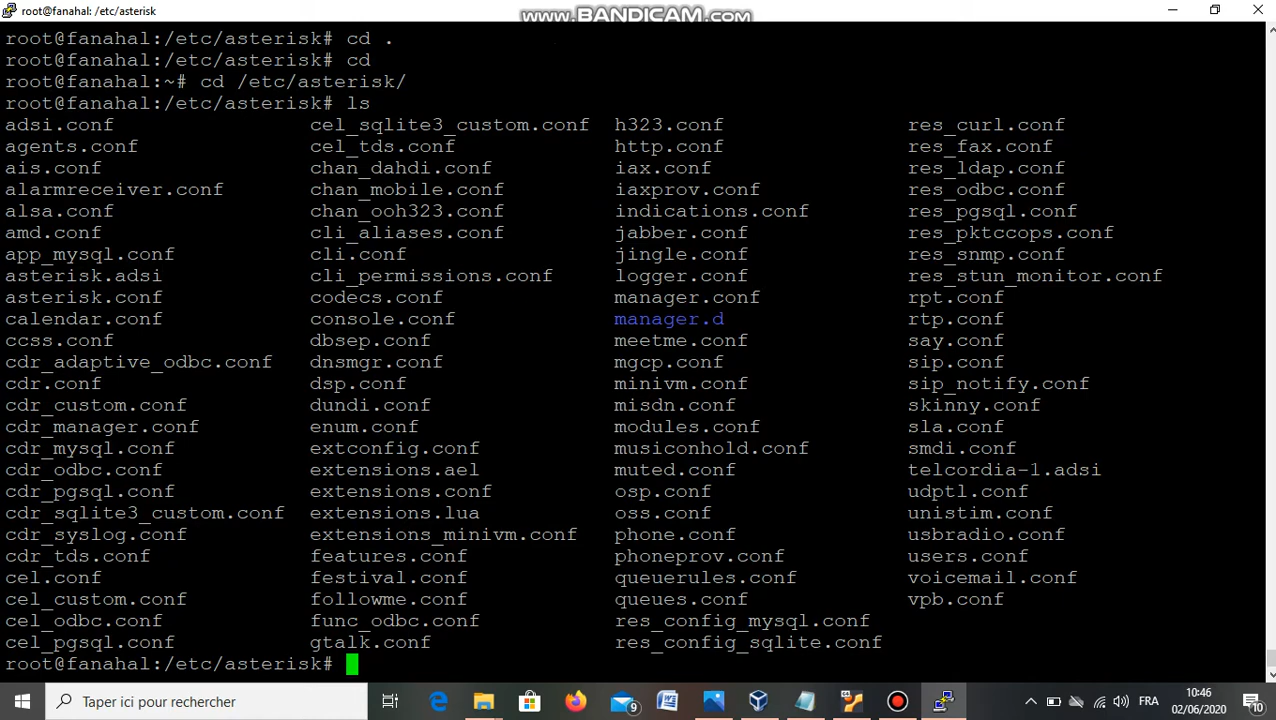 root@fanahal: /etc/asterisk
www.BANDICAM.com
root@fanahal:/etc/asterisk# cd .
root@fanahal:/etc/asterisk# cd
root@fanahal:~# cd /etc/asterisk/
root@fanahal:/etc/asterisk# ls
adsi.conf cel_sqlite3_custom.conf h323.conf res_curl.conf
agents.conf cel_tds.conf http.conf res_fax.conf
ais.conf chan_dahdi.conf iax.conf res_ldap.conf
alarmreceiver.conf chan_mobile.conf iaxprov.conf res_odbc.conf
alsa.conf chan_ooh323.conf indications.conf res_pgsql.conf
amd.conf cli_aliases.conf jabber.conf res_pktccops.conf
app_mysql.conf cli.conf jingle.conf res_snmp.conf
asterisk.adsi cli_permissions.conf logger.conf res_stun_monitor.conf
asterisk.conf codecs.conf manager.conf rpt.conf
calendar.conf console.conf manager.d rtp.conf
ccss.conf dbsep.conf meetme.conf say.conf
cdr_adaptive_odbc.conf dnsmgr.conf mgcp.conf sip.conf
cdr.conf dsp.conf minivm.conf sip_notify.conf
cdr_custom.conf dundi.conf misdn.conf skinny.conf
cdr_manager.conf enum.conf modules.conf sla.conf
cdr_mysql.conf extconfig.conf musiconhold.conf smdi.conf
cdr_odbc.conf extensions.ael muted.conf telcordia-1.adsi
cdr_pgsql.conf extensions.conf osp.conf udptl.conf
cdr_sqlite3_custom.conf extensions.lua oss.conf unistim.conf
cdr_syslog.conf extensions_minivm.conf phone.conf usbradio.conf
cdr_tds.conf features.conf phoneprov.conf users.conf
cel.conf festival.conf queuerules.conf voicemail.conf
cel_custom.conf followme.conf queues.conf vpb.conf
cel_odbc.conf func_odbc.conf res_config_mysql.conf
cel_pgsql.conf gtalk.conf res_config_sqlite.conf
root@fanahal:/etc/asterisk#
Taper ici pour rechercher
9
FRA
10:46
02/06/2020
10